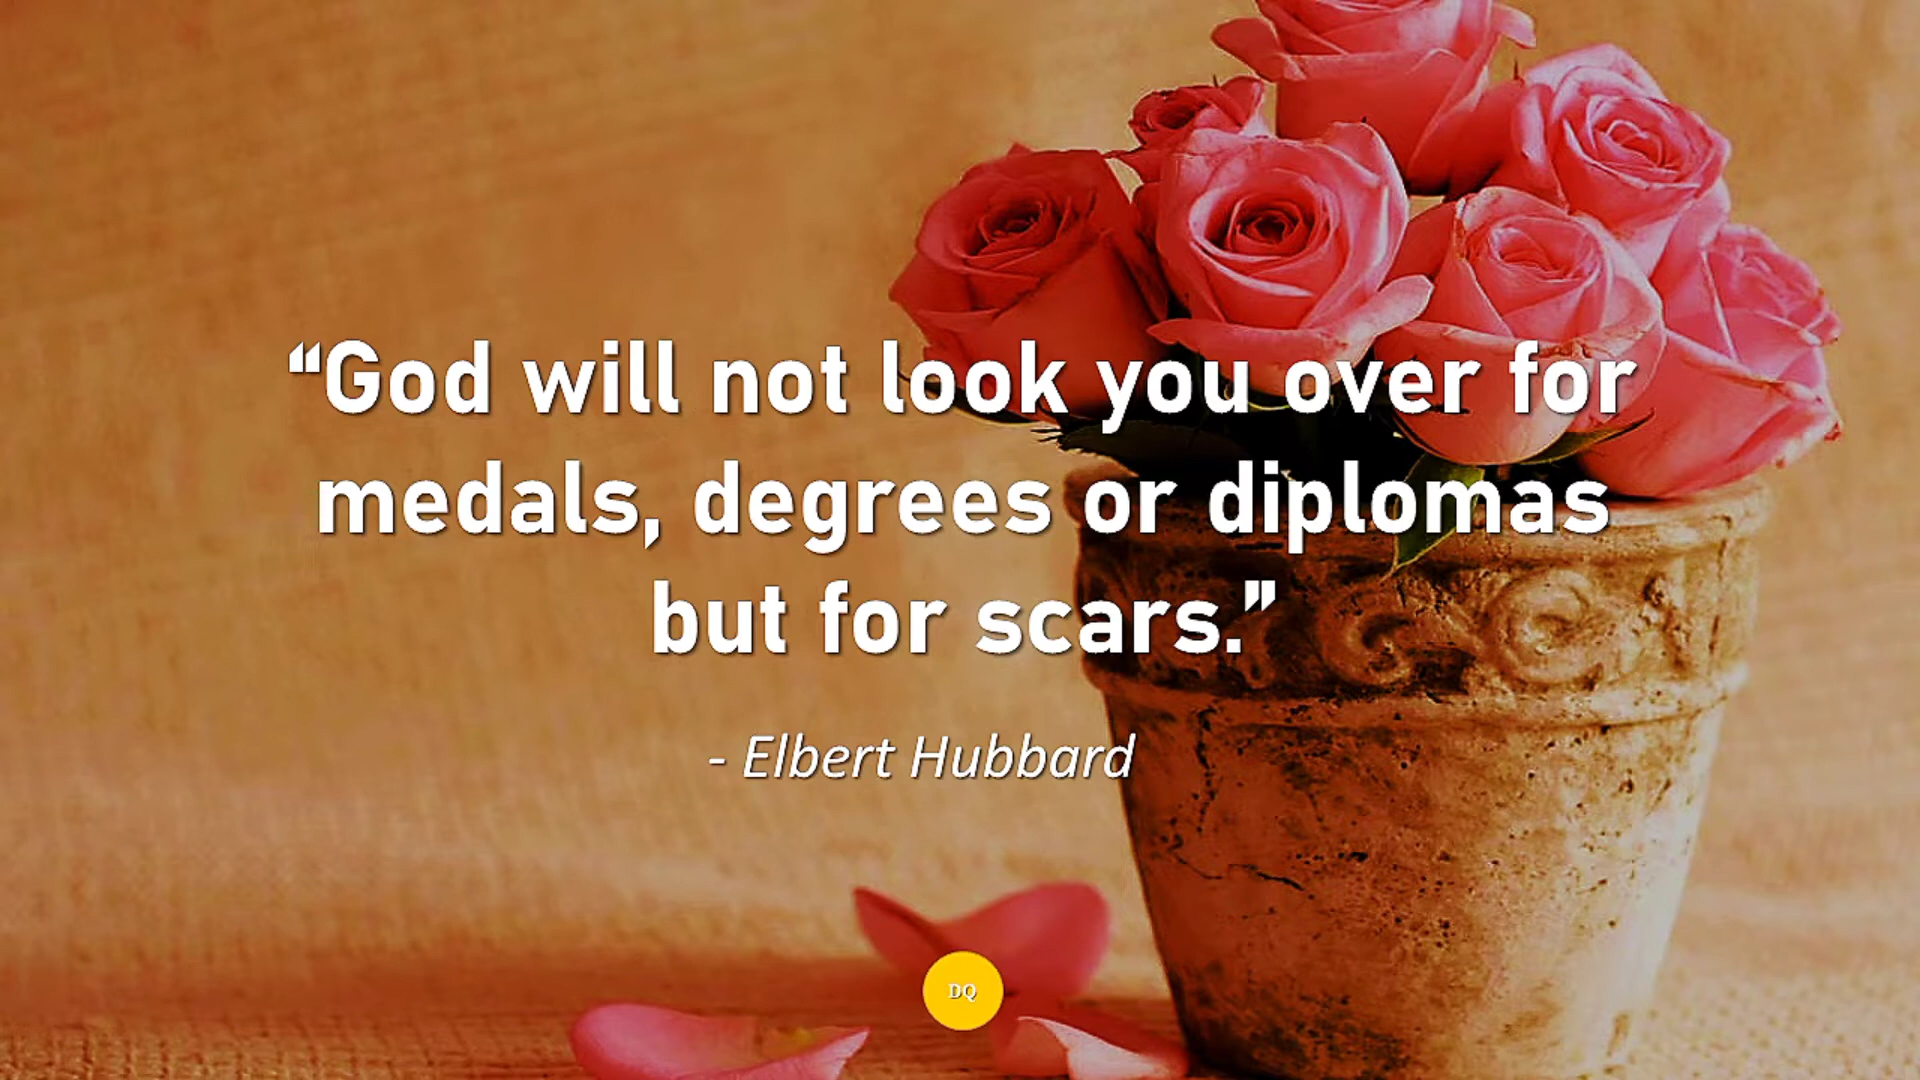 “God will not look you over for
medals, degrees or diplomas
but for scars.”
- Elbert Hubbard
DQ